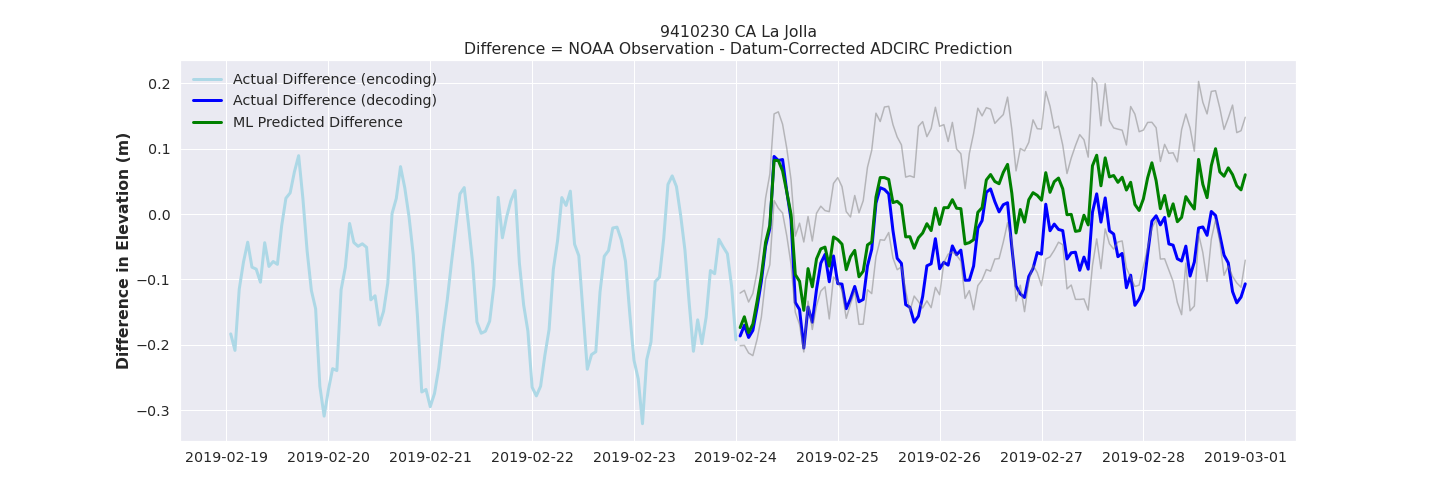 9410230 CA La Jolla
Difference = NOAA Observation - Datum-Corrected ADCIRC Prediction
Actual Difference (encoding)
Actual Difference (decoding)
ML Predicted Difference
Difference in Elevation (m)
0.2
0.1
0.0
−0.1
−0.2
−0.3
2019-02-19 2019-02-20 2019-02-21 2019-02-22 2019-02-23 2019-02-24 2019-02-25 2019-02-26 2019-02-27 2019-02-28 2019-03-01